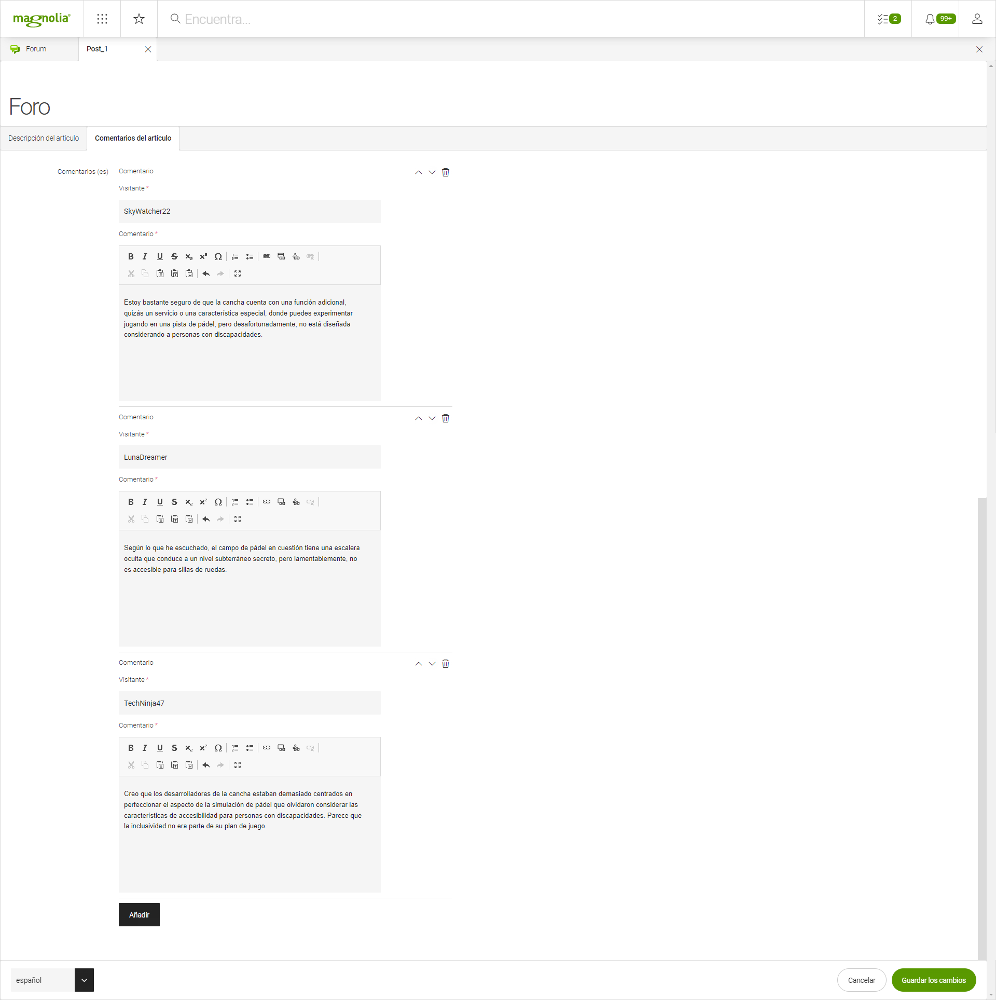 magnolia®
Encuentra...
2
99+
Forum
Post_1
Foro
Descripción del artículo
Comentarios del artículo
Comentarios (es)
Comentario
Visitante *
SkyWatcher22
Comentario *
Estoy bastante seguro de que la cancha cuenta con una función adicional,
quizás un servicio o una característica especial, donde puedes experimentar
jugando en una pista de pádel, pero desafortunadamente, no está diseñada
considerando a personas con discapacidades.
Comentario
Visitante *
LunaDreamer
Comentario *
Según lo que he escuchado, el campo de pádel en cuestión tiene una escalera
oculta que conduce a un nivel subterráneo secreto, pero lamentablemente, no
es accesible para sillas de ruedas.
Comentario
Visitante *
TechNinja47
Comentario *
Creo que los desarrolladores de la cancha estaban demasiado centrados en
perfeccionar el aspecto de la simulación de pádel que olvidaron considerar las
características de accesibilidad para personas con discapacidades. Parece que
la inclusividad no era parte de su plan de juego.
Añadir
español
Cancelar
Guardar los cambios